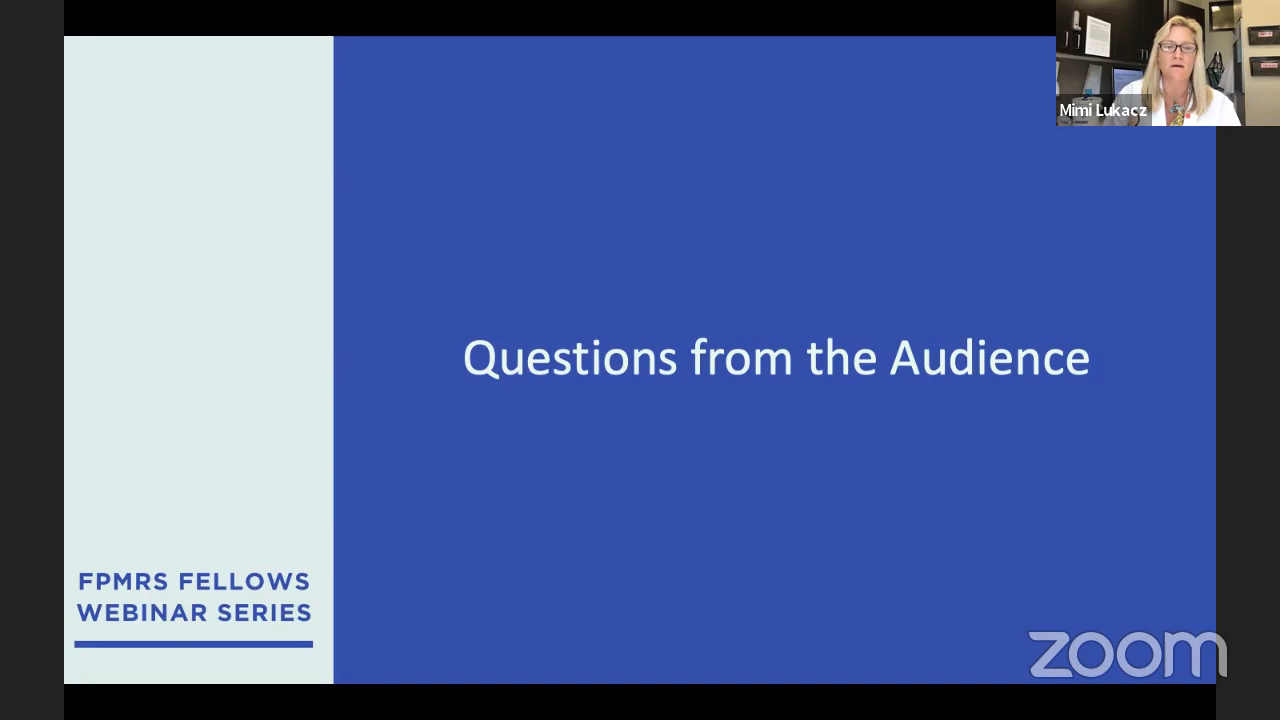 Mimi Lukacz
Questions from the Audience
FPMRS FELLOWS
WEBINAR SERIES
zoom